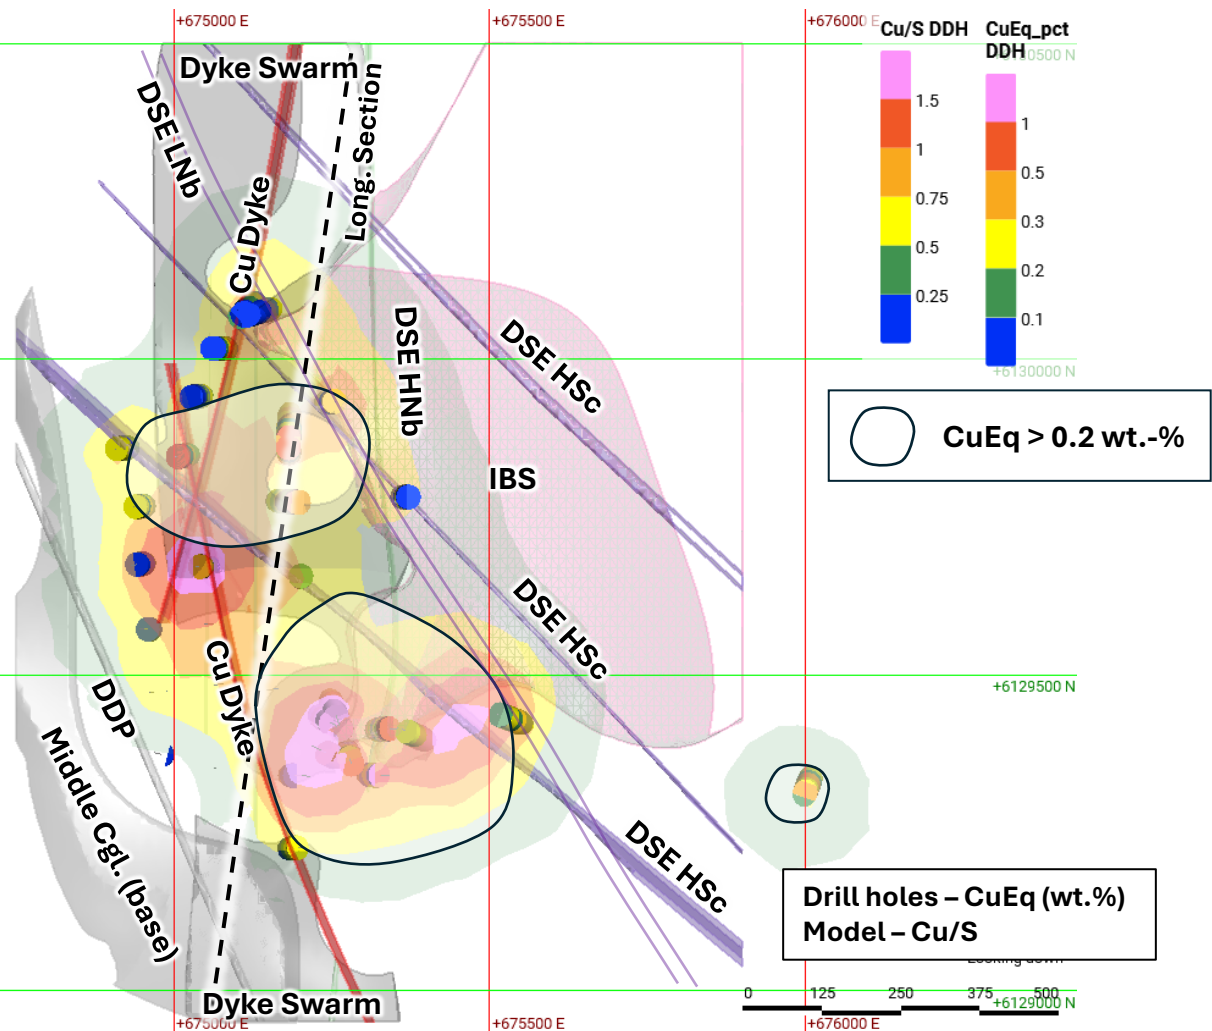 +675000 E
+675500 E
+676000 E
Cu/S DDH
CuEq_pct
DDH
+6130500 N
1.5
1
0.75
0.5
0.25
1
0.5
0.3
0.2
0.1
Dyke Swarm
DSE LNb
Long. Section
Cu Dyke
DSE HNb
DSE HSc
+6130000 N
CuEq > 0.2 wt.-%
IBS
DSE HSc
Cu Dyke
DDP
+6129500 N
Middle Cgl. (base)
DSE HSc
Drill holes – CuEq (wt.%)
Model – Cu/S
Looking down
Dyke Swarm
0 125 250 375 500
+6129000 N
+675000 E
+675500 E
+676000 E